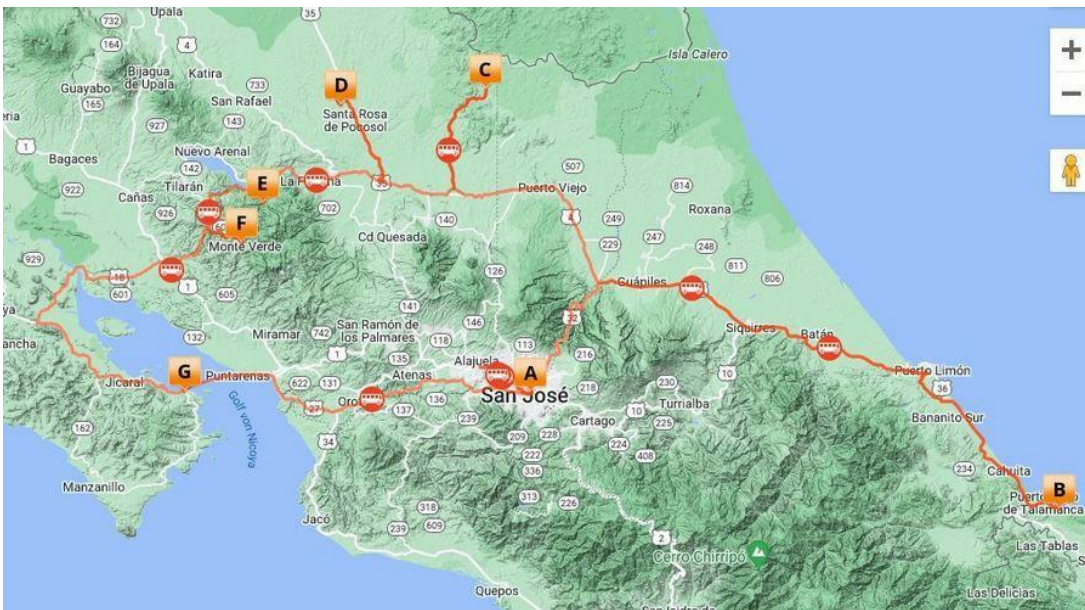 35
Upala
732
164
4
Isla Calero
C
Guayabo
Bijagua
de Upala
Katira
D
733
165
San Rafael
Santa Rosa
de Pocosol
927
143
1
Nuevo Arenal
507
Bagaces
142
Tilarán
E
35
Puerto Viejo
814
922
Cañas
702
4
249
Roxana
926
F
140
Monte Verde
Cd Quesada
229
247
248
929
126
811
18
Guápiles
806
601
1
605
141
Siquirres
Batán
132
Miramar
742
San Ramón de
los Palmares
146
32
118
113
216
10
Puerto Limón
G
1
135
Alajuela
A
36
Jicaral
Puntarenas
622
131
Atenas
San José
218
230
Bananito Sur
27
137
136
Turrialba
162
Golf von Nicoya
34
239
Cartago
10
225
209
228
224
408
234
Cahuita
222
B
Manzanillo
336
de Talamanca
313
226
Jacó
318
239
609
2
Las Tablas
Cerro Chirripó
Quepos
Las Delicias